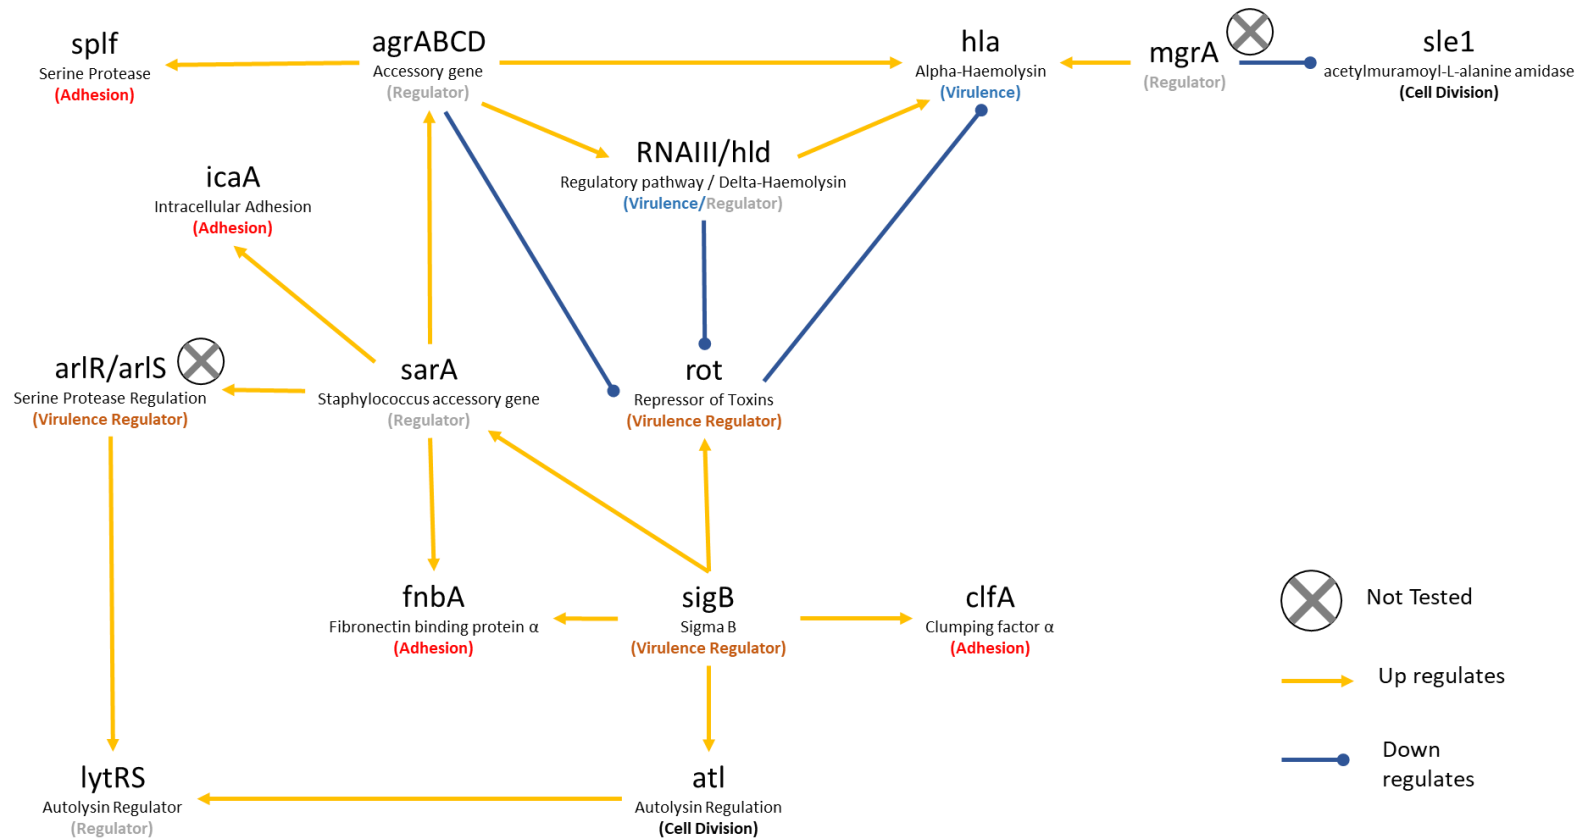 splf
Serine Protease
(Adhesion)
agrABCD
Accessory gene
(Regulator)
hla
Alpha-Haemolysin
(Virulence)
mgrA
(Regulator)
sle1
acetylmuramoyl-L-alanine amidase
(Cell Division)
RNAIII/hld
Regulatory pathway / Delta-Haemolysin
(Virulence/Regulator)
icaA
Intracellular Adhesion
(Adhesion)
arlR/arlS
Serine Protease Regulation
(Virulence Regulator)
sarA
Staphylococcus accessory gene
(Regulator)
rot
Repressor of Toxins
(Virulence Regulator)
fnbA
Fibronectin binding protein α
(Adhesion)
sigB
Sigma B
(Virulence Regulator)
clfA
Clumping factor α
(Adhesion)
lytRS
Autolysin Regulator
(Regulator)
atl
Autolysin Regulation
(Cell Division)
Not Tested
Up regulates
Down
regulates